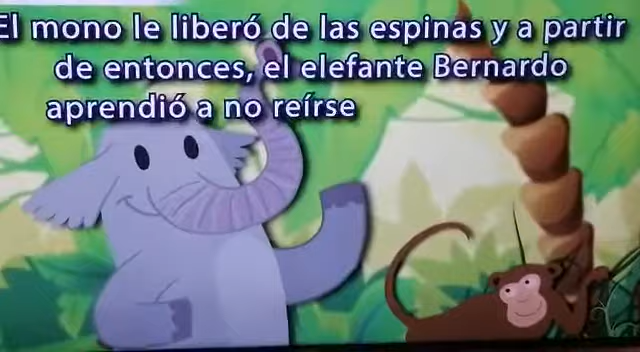 El mono le liberó de las espinas y a partir
de entonces, el elefante Bernardo
aprendió a no reírse